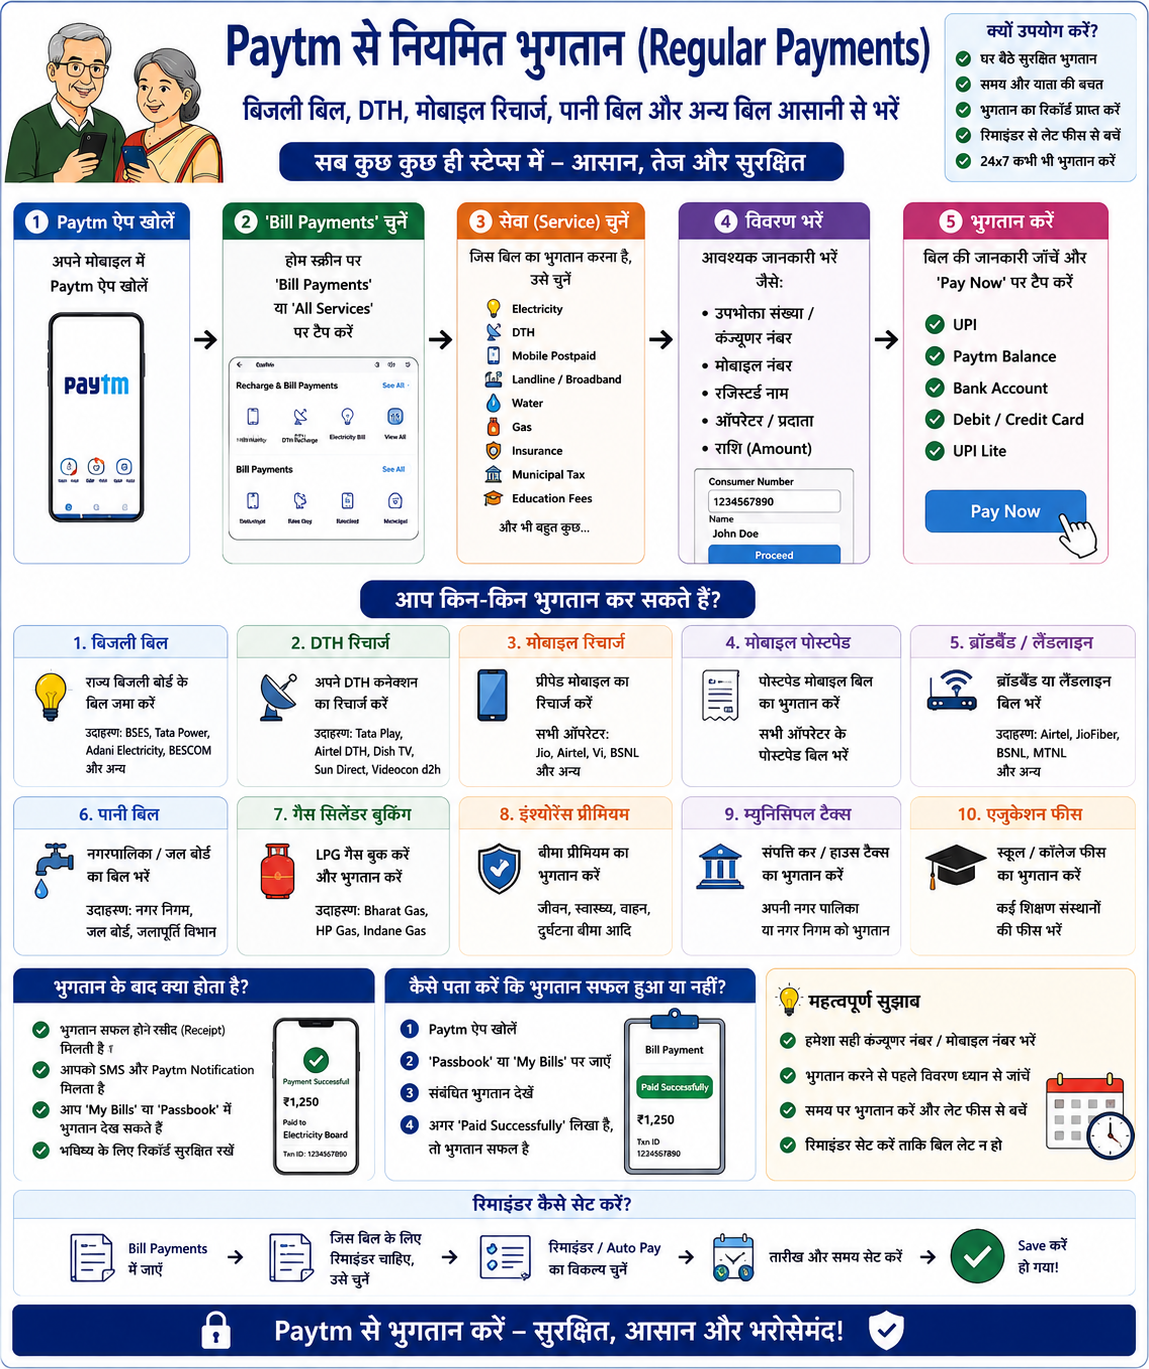 Paytm से नियमित भुगतान (Regular Payments)
बिजली बिल, DTH, मोबाइल रिचार्ज, पानी बिल और अन्य बिल आसानी से भरें
सब कुछ कुछ ही स्टेप्स में – आसान, तेज और सुरक्षित
क्यों उपयोग करें?
घर बैठे सुरक्षित भुगतान
समय और याता की बचत
भुगतान का रिकॉर्ड प्राप्त करें
रिमाइंडर से लेट फीस से बचें
24x7 कभी भी भुगतान करें
1 Paytm ऐप खोलें
अपने मोबाइल में
Paytm ऐप खोलें
paytm
2 'Bill Payments' चुनें
होम स्क्रीन पर
'Bill Payments'
या 'All Services'
पर टैप करें
Recharge & Bill Payments See All
DTH Recharge Electricity Bill View All
Bill Payments See All
3 सेवा (Service) चुनें
जिस बिल का भुगतान करना है,
उसे चुनें
Electricity
DTH
Mobile Postpaid
Landline / Broadband
Water
Gas
Insurance
Municipal Tax
Education Fees
और भी बहुत कुछ...
4 विवरण भरें
आवश्यक जानकारी भरें
जैसे:
• उपभोक्ता संख्या /
कंज्यूणर नंबर
• मोबाइल नंबर
• रजिस्टर्ड नाम
• ऑपरेटर / प्रदाता
• राशि (Amount)
Consumer Number
1234567890
Name
John Doe
Proceed
5 भुगतान करें
बिल की जानकारी जाँचें और
'Pay Now' पर टैप करें
UPI
Paytm Balance
Bank Account
Debit / Credit Card
UPI Lite
Pay Now
आप किन-किन भुगतान कर सकते हैं?
1. बिजली बिल
राज्य बिजली बोर्ड के
बिल जमा करें
उदाहरण: BSES, Tata Power,
Adani Electricity, BESCOM
और अन्य
2. DTH रिचार्ज
अपने DTH कनेक्शन
का रिचार्ज करें
उदाहरण: Tata Play,
Airtel DTH, Dish TV,
Sun Direct, Videocon d2h
3. मोबाइल रिचार्ज
प्रीपेड मोबाइल का
रिचार्ज करें
सभी ऑपरेटर:
Jio, Airtel, Vi, BSNL
और अन्य
4. मोबाइल पोस्टपेड
पोस्टपेड मोबाइल बिल
का भुगतान करें
सभी ऑपरेटर के
पोस्टपेड बिल भरें
5. ब्रॉडबैंड / लैंडलाइन
ब्रॉडबैंड या लैंडलाइन
बिल भरें
उदाहरण: Airtel, JioFiber,
BSNL, MTNL
और अन्य
6. पानी बिल
नगरपालिका / जल बोर्ड
का बिल भरें
उदाहरण: नगर निगम,
जल बोर्ड, जलापूर्ति विभान
7. गैस सिलेंडर बुकिंग
LPG गैस बुक करें
और भुगतान करें
उदाहरण: Bharat Gas,
HP Gas, Indane Gas
8. इंश्योरेंस प्रीमियम
बीमा प्रीमियम का
भुगतान करें
जीवन, स्वास्थ्य, वाहन,
दुर्घटना बीमा आदि
9. म्युनिसिपल टैक्स
संपत्ति कर / हाउस टैक्स
का भुगतान करें
अपनी नगर पालिका
या नगर निगम को भुगतान
10. एजुकेशन फीस
स्कूल / कॉलेज फीस
का भुगतान करें
कई शिक्षण संस्थानों
की फीस भरें
भुगतान के बाद क्या होता है?
भुगतान सफल होने रसीद (Receipt)
मिलती है
आपको SMS और Paytm Notification
मिलता है
आप 'My Bills' या 'Passbook' में
भुगतान देख सकते हैं
भघिष्य के लिए रिकॉर्ड सुरक्षित रखें
Payment Successful
₹1,250
Paid to
Electricity Board
Txn ID: 1234567890
कैसे पता करें कि भुगतान सफल हुआ या नहीं?
1 Paytm ऐप खोलें
2 'Passbook' या 'My Bills' पर जाएँ
3 संबंधित भुगतान देखें
4 अगर 'Paid Successfully' लिखा है,
तो भुगतान सफल है
Bill Payment
Paid Successfully
₹1,250
Txn ID
1234567890
महत्वपूर्ण सुझाब
हमेशा सही कंज्यूणर नंबर / मोबाइल नंबर भरें
भुगतान करने से पहले विवरण ध्यान से जांचें
समय पर भुगतान करें और लेट फीस से बचें
रिमाइंडर सेट करें ताकि बिल लेट न हो
रिमाइंडर कैसे सेट करें?
Bill Payments
में जाएँ
जिस बिल के लिए
रिमाइंडर चाहिए,
उसे चुनें
रिमाइंडर / Auto Pay
का विकल्प चुनें
तारीख और समय सेट करें
Save करें
हो गया!
Paytm से भुगतान करें – सुरक्षित, आसान और भरोसेमंद!